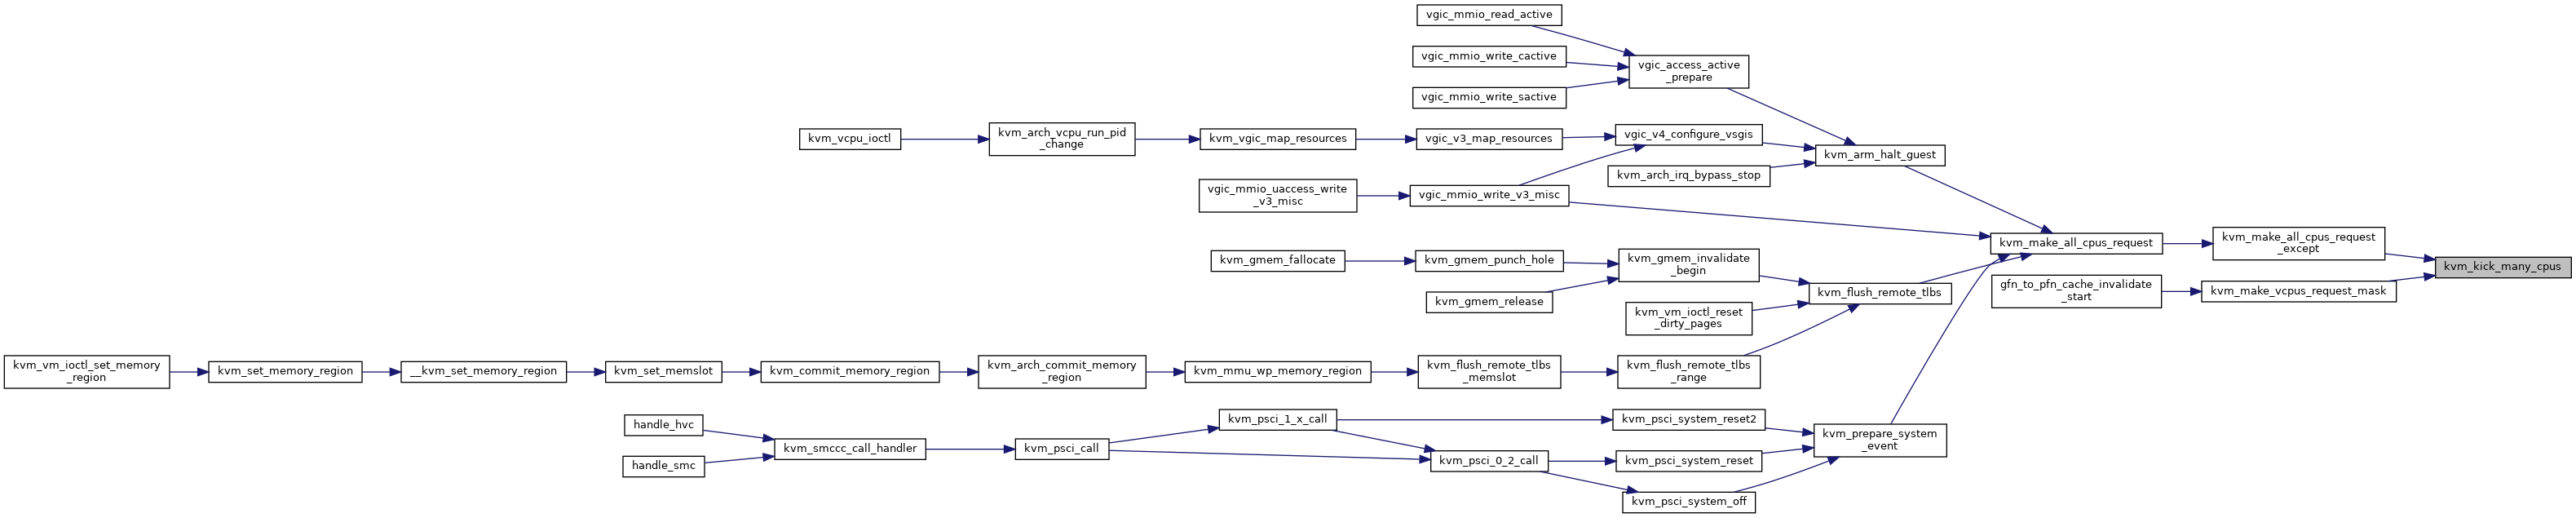 vgic_mmio_read_active
vgic_mmio_write_cactive
vgic_access_active
_prepare
vgic_mmio_write_sactive
kvm_vcpu_ioctl
kvm_arch_vcpu_run_pid
_change
kvm_vgic_map_resources
vgic_v3_map_resources
vgic_v4_configure_vsgis
kvm_arm_halt_guest
kvm_arch_irq_bypass_stop
vgic_mmio_uaccess_write
_v3_misc
vgic_mmio_write_v3_misc
kvm_make_all_cpus_request
kvm_make_all_cpus_request
_except
kvm_gmem_fallocate
kvm_gmem_punch_hole
kvm_gmem_invalidate
_begin
kvm_kick_many_cpus
kvm_gmem_release
kvm_flush_remote_tlbs
gfn_to_pfn_cache_invalidate
_start
kvm_make_vcpus_request_mask
kvm_vm_ioctl_reset
_dirty_pages
kvm_vm_ioctl_set_memory
_region
kvm_set_memory_region
__kvm_set_memory_region
kvm_set_memslot
kvm_commit_memory_region
kvm_arch_commit_memory
_region
kvm_mmu_wp_memory_region
kvm_flush_remote_tlbs
_memslot
kvm_flush_remote_tlbs
_range
handle_hvc
kvm_psci_1_x_call
kvm_psci_system_reset2
kvm_smccc_call_handler
kvm_psci_call
kvm_prepare_system
_event
handle_smc
kvm_psci_0_2_call
kvm_psci_system_reset
kvm_psci_system_off